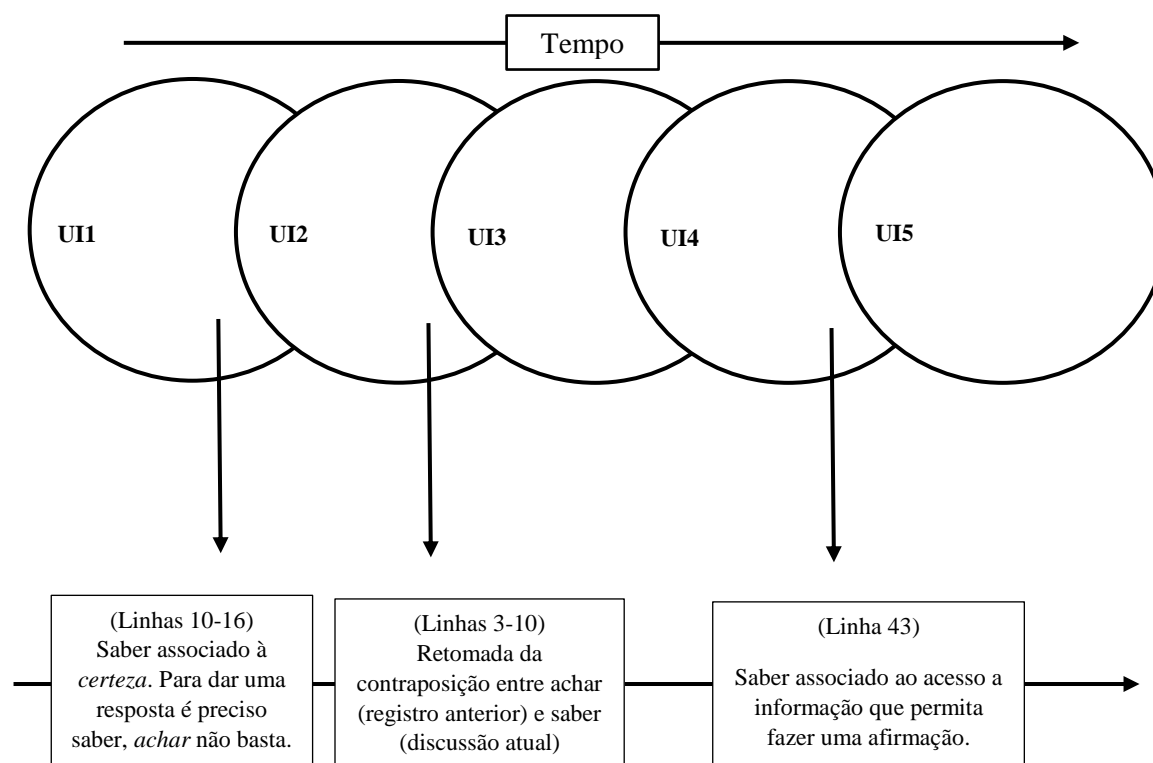 Tempo
UI1
UI2
UI3
UI4
UI5
(Linhas 10-16)
Saber associado à
certeza. Para dar uma
resposta é preciso
saber, achar não basta.
(Linhas 3-10)
Retomada da
contraposição entre achar
(registro anterior) e saber
(discussão atual)
(Linha 43)
Saber associado ao acesso a
informação que permita
fazer uma afirmação.